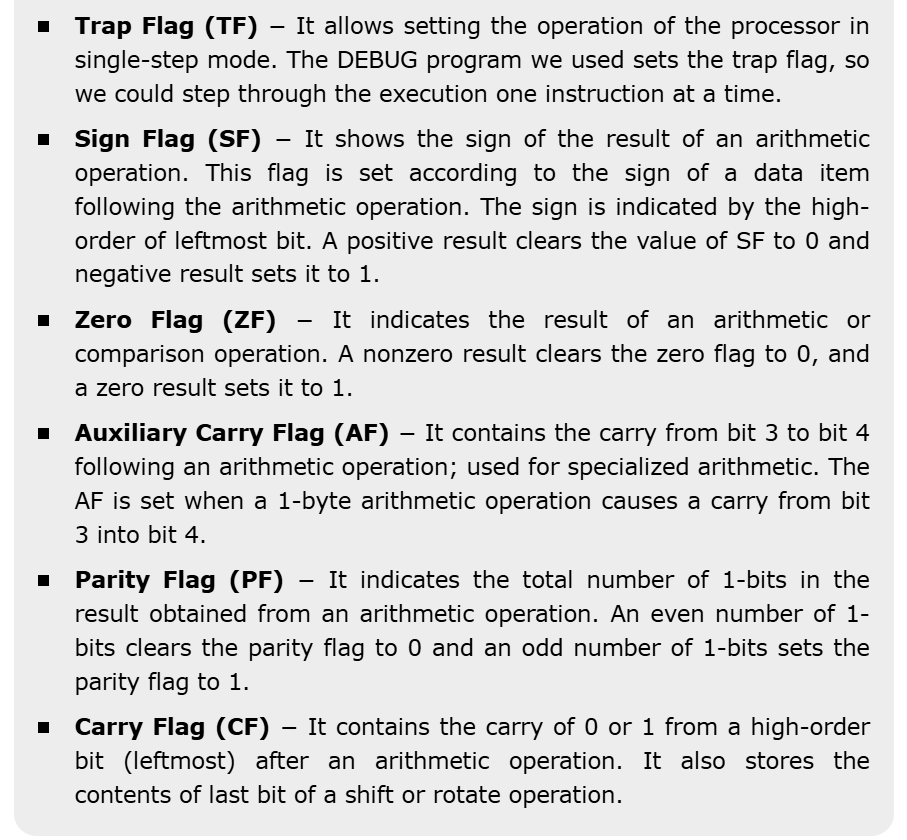 ▪ Trap Flag (TF) − It allows setting the operation of the processor in
single-step mode. The DEBUG program we used sets the trap flag, so
we could step through the execution one instruction at a time.
▪ Sign Flag (SF) − It shows the sign of the result of an arithmetic
operation. This flag is set according to the sign of a data item
following the arithmetic operation. The sign is indicated by the high-
order of leftmost bit. A positive result clears the value of SF to 0 and
negative result sets it to 1.
▪ Zero Flag (ZF) − It indicates the result of an arithmetic or
comparison operation. A nonzero result clears the zero flag to 0, and
a zero result sets it to 1.
▪ Auxiliary Carry Flag (AF) − It contains the carry from bit 3 to bit 4
following an arithmetic operation; used for specialized arithmetic. The
AF is set when a 1-byte arithmetic operation causes a carry from bit
3 into bit 4.
▪ Parity Flag (PF) − It indicates the total number of 1-bits in the
result obtained from an arithmetic operation. An even number of 1-
bits clears the parity flag to 0 and an odd number of 1-bits sets the
parity flag to 1.
▪ Carry Flag (CF) − It contains the carry of 0 or 1 from a high-order
bit (leftmost) after an arithmetic operation. It also stores the
contents of last bit of a shift or rotate operation.